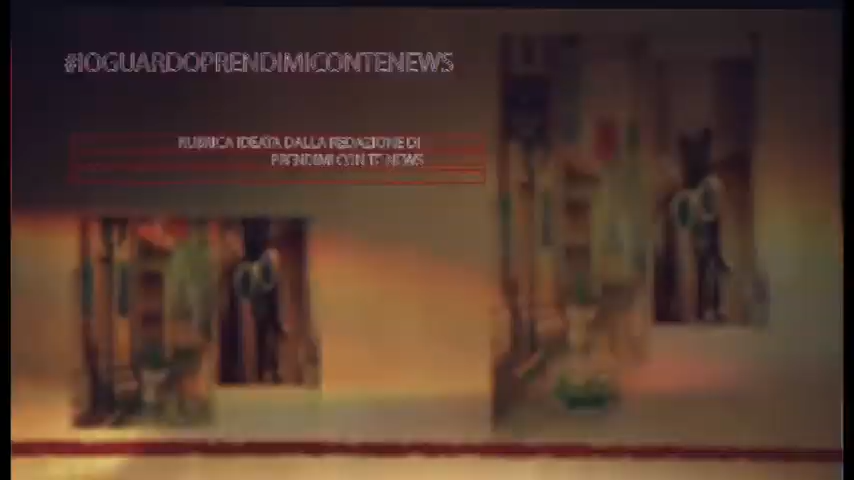 #IOGUARDOPRENDIMICONTENEWS
RUBRICA IDEATA DALLA REDAZIONE DI
PRENDIMI CON TE NEWS